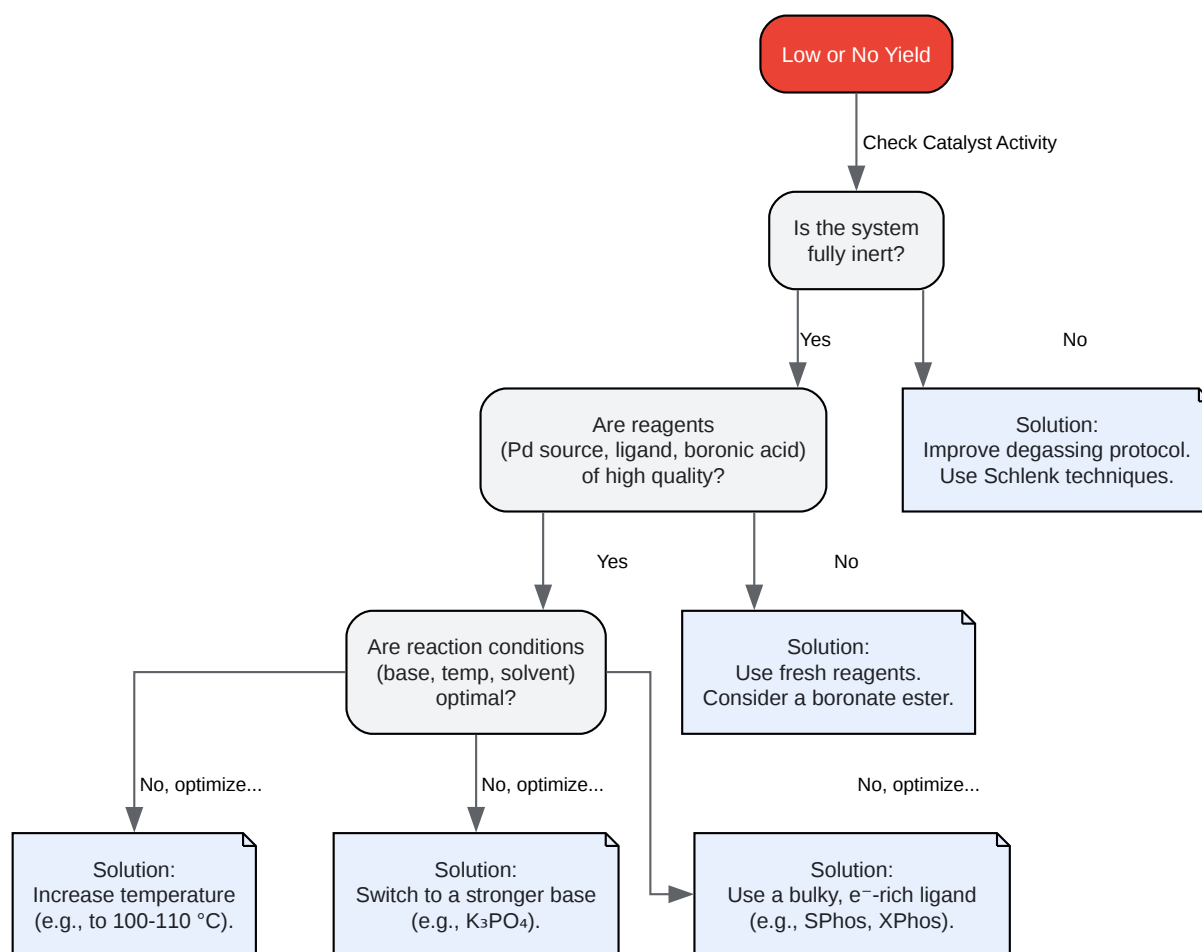 Low or No Yield
Check Catalyst Activity
Is the system
fully inert?
Yes
No
Are reagents
(Pd source, ligand, boronic acid)
of high quality?
Solution:
Improve degassing protocol.
Use Schlenk techniques.
Yes
No
Are reaction conditions
(base, temp, solvent)
optimal?
Solution:
Use fresh reagents.
Consider a boronate ester.
No, optimize...
No, optimize...
No, optimize...
Solution:
Increase temperature
(e.g., to 100-110 °C).
Solution:
Switch to a stronger base
(e.g., K₃PO₄).
Solution:
Use a bulky, e⁻-rich ligand
(e.g., SPhos, XPhos).